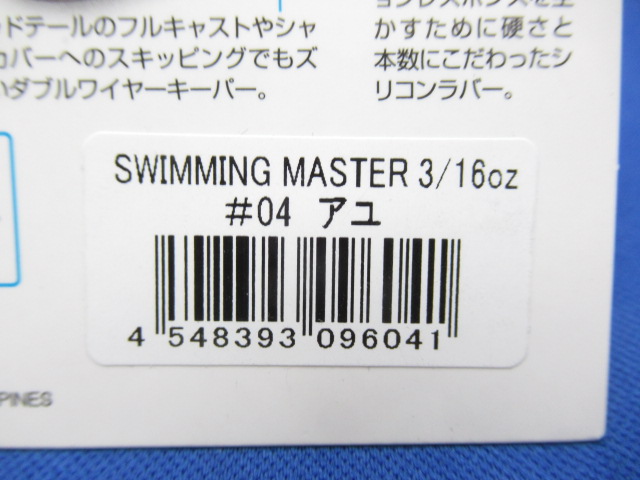 ッドテールのフルキャストやシャ
カバーへのスキッピングでもズ
いダブルワイヤーキーパー。
かすために硬さと
本数にこだわったシ
リコンラバー。
SWIMMING MASTER 3/16oz
#04 アユ
4 548393 096041
PINES